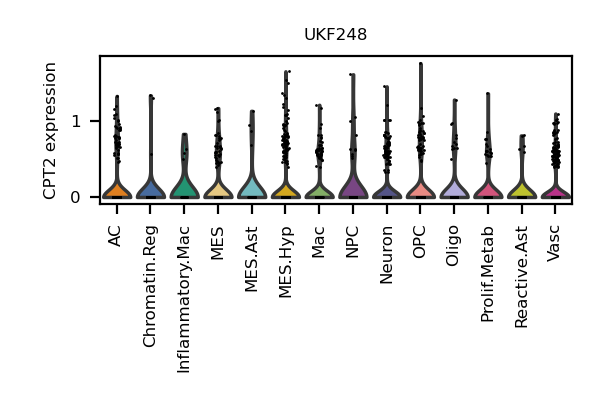 UKF248
CPT2 expression
1
0
AC
Chromatin.Reg
Inflammatory.Mac
MES
MES.Ast
MES.Hyp
Mac
NPC
Neuron
OPC
Oligo
Prolif.Metab
Reactive.Ast
Vasc